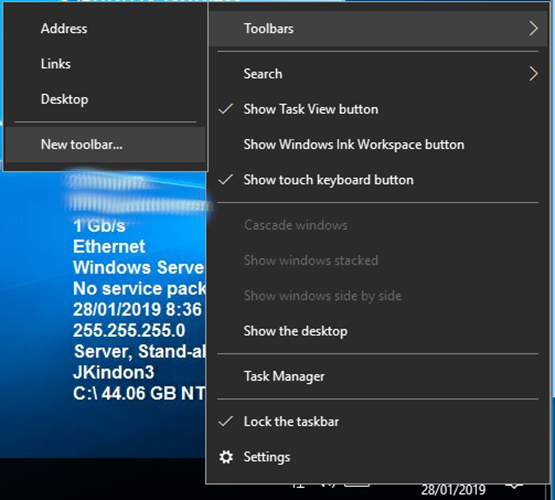 Address
Links
Desktop
New toolbar...
Toolbars
Search
Show Task View button
Show Windows Ink Workspace button
Show touch keyboard button
Cascade windows
Show windows stacked
Show windows side by side
Show the desktop
Task Manager
Lock the taskbar
Settings
1 Gb/s
Ethernet
Windows Serve
No service pack
28/01/2019 8:36
255.255.255.0
Server, Stand-al
JKindon3
C:\ 44.06 GB NT
28/01/2019